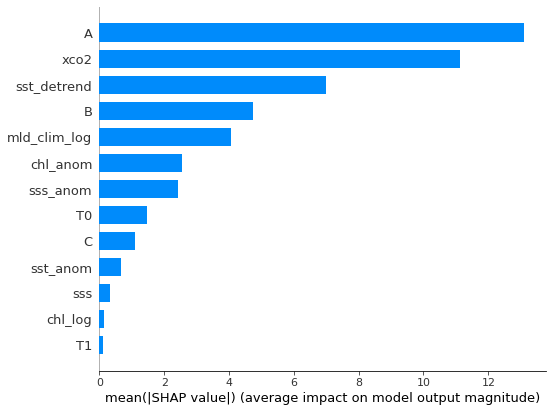 A
xco2
sst_detrend
B
mld_clim_log
chl_anom
sss_anom
T0
C
sst_anom
sss
chl_log
T1
0 2 4 6 8 10 12
mean(|SHAP value|) (average impact on model output magnitude)